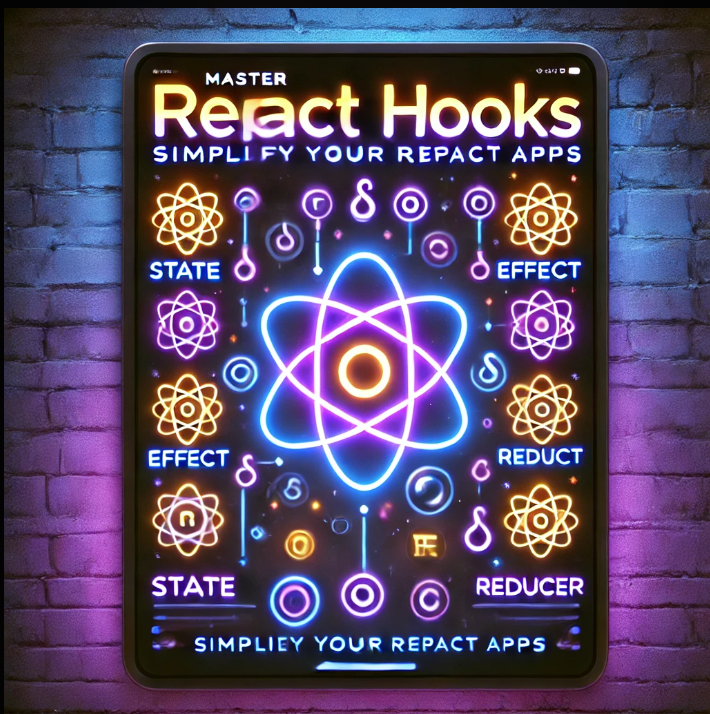 MASTER
Repact Hooks
SIMPLIFY YOUR REPACT APPS
STATE
EFFECT
EFFECT
REDUCT
STATE
REDUCER
SIMPLIEY YOUR REPACT APPS